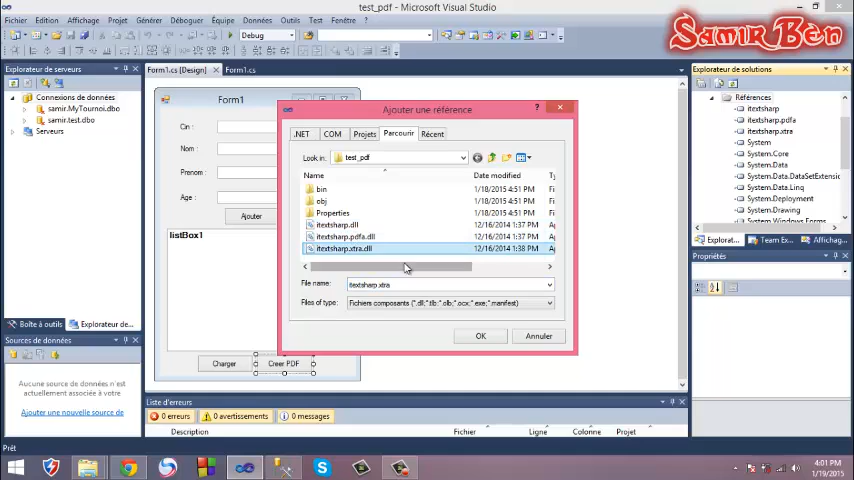 test_pdf - Microsoft Visual Studio
Fichier Edition Affichage Projet Générer Déboguer Équipe Données Outils Test Fenêtre ?
Debug
SamirBen
Explorateur de serveurs
Connexions de données
samir.MyTournoi.dbo
samir.test.dbo
Serveurs
Form1.cs [Design]
Form1.cs
Form1
Cin :
Nom :
Prenom :
Age :
Ajouter
listBox1
Charger
Creer PDF
Ajouter une référence
? ×
.NET COM Projets Parcourir Récent
Look in:
test_pdf
Name Date modified
bin 1/18/2015 4:51 PM
obj 1/18/2015 4:51 PM
Properties 1/18/2015 4:51 PM
itextsharp.dll 12/16/2014 1:37 PM
itextsharp.pdfa.dll 12/16/2014 1:37 PM
itextsharp.xtra.dll 12/16/2014 1:38 PM
File name:
itextsharp.xtra
Files of type:
Fichiers composants (*.dll;*.tlb;*.olb;*.ocx;*.exe;*.manifest)
OK
Annuler
Explorateur de solutions
Références
itextsharp
itextsharp.pdfa
itextsharp.xtra
System
System.Core
System.Data
System.Data.DataSetExtension
System.Data.Linq
System.Deployment
System.Drawing
Explorat...
Team Ex...
Affichag...
Propriétés
Boîte à outils
Explorateur de...
Sources de données
Aucune source de données n'est
actuellement associée à votre
Ajouter une nouvelle source de
Liste d'erreurs
0 erreurs
0 avertissements
0 messages
Description Fichier Ligne Colonne Projet
Prêt
4:01 PM
1/19/2015